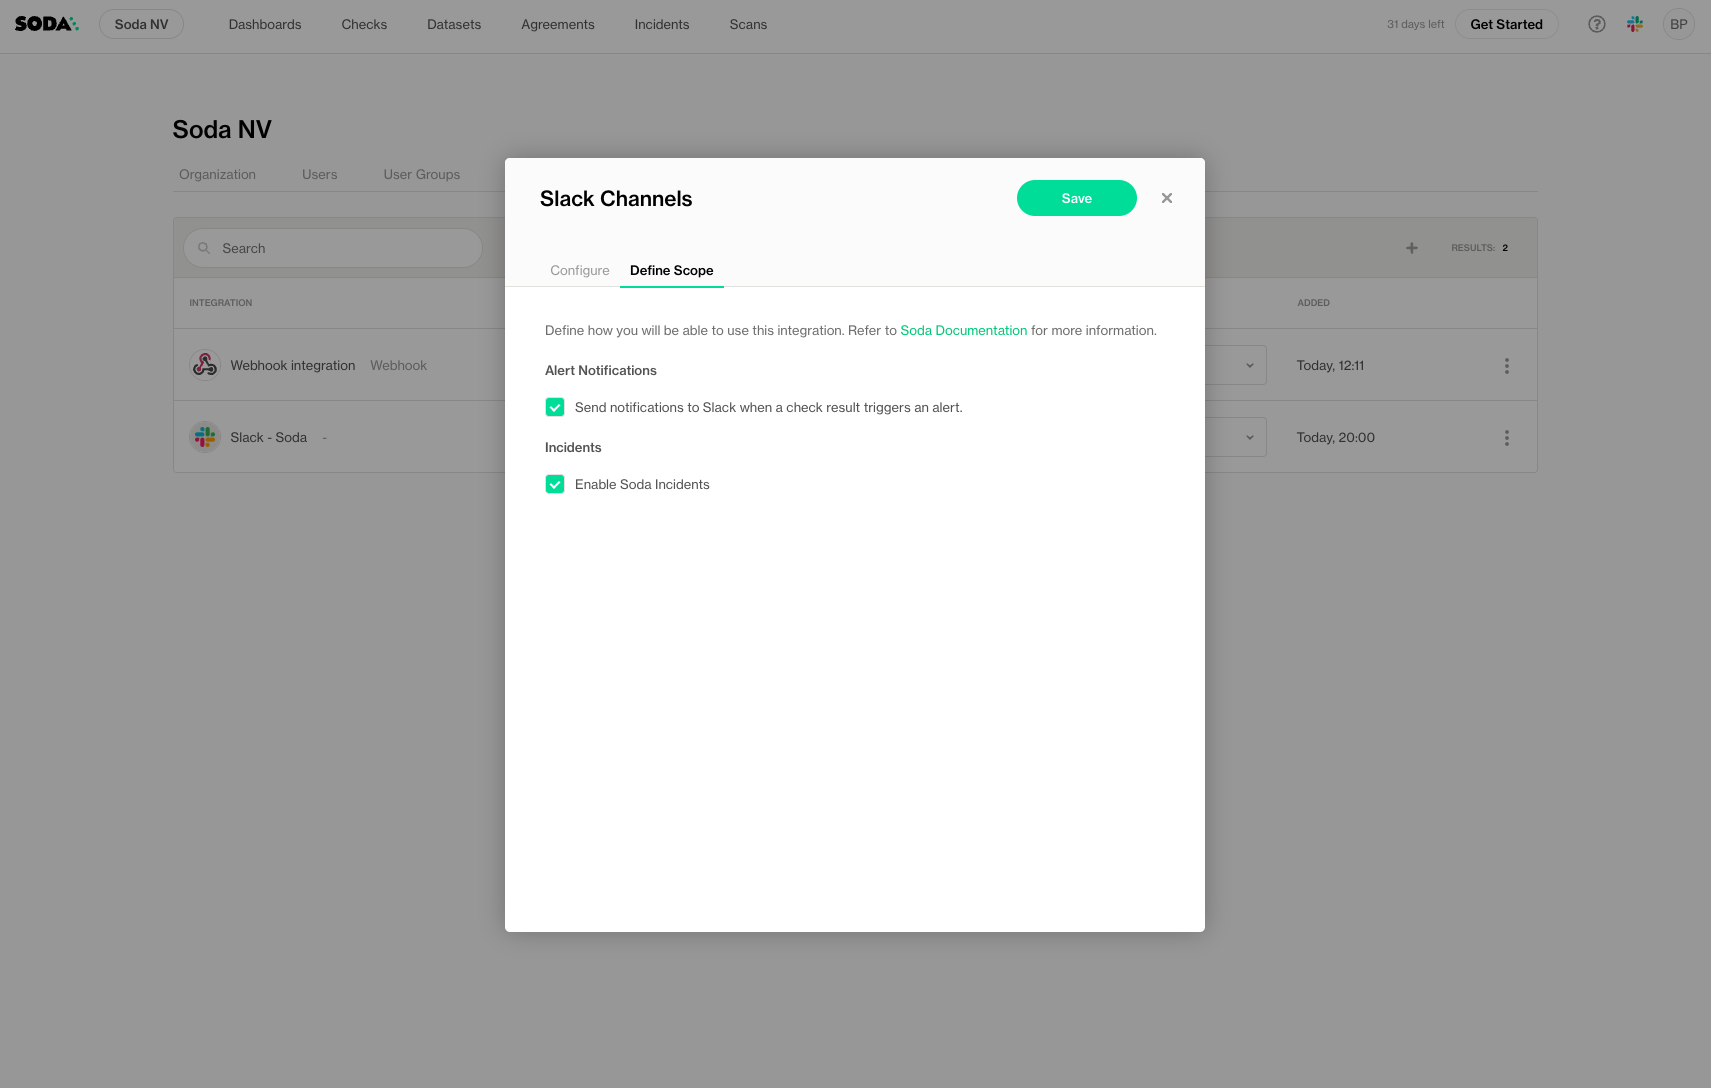 SODA Soda NV Dashboards Checks Datasets Agreements Incidents Scans 31 days left Get Started BP
Soda NV
Organization Users User Groups
Slack Channels Save
Search RESULTS: 2
Configure Define Scope
INTEGRATION ADDED
Define how you will be able to use this integration. Refer to Soda Documentation for more information.
Webhook integration Webhook Today, 12:11
Alert Notifications
Send notifications to Slack when a check result triggers an alert.
Slack - Soda - Today, 20:00
Incidents
Enable Soda Incidents